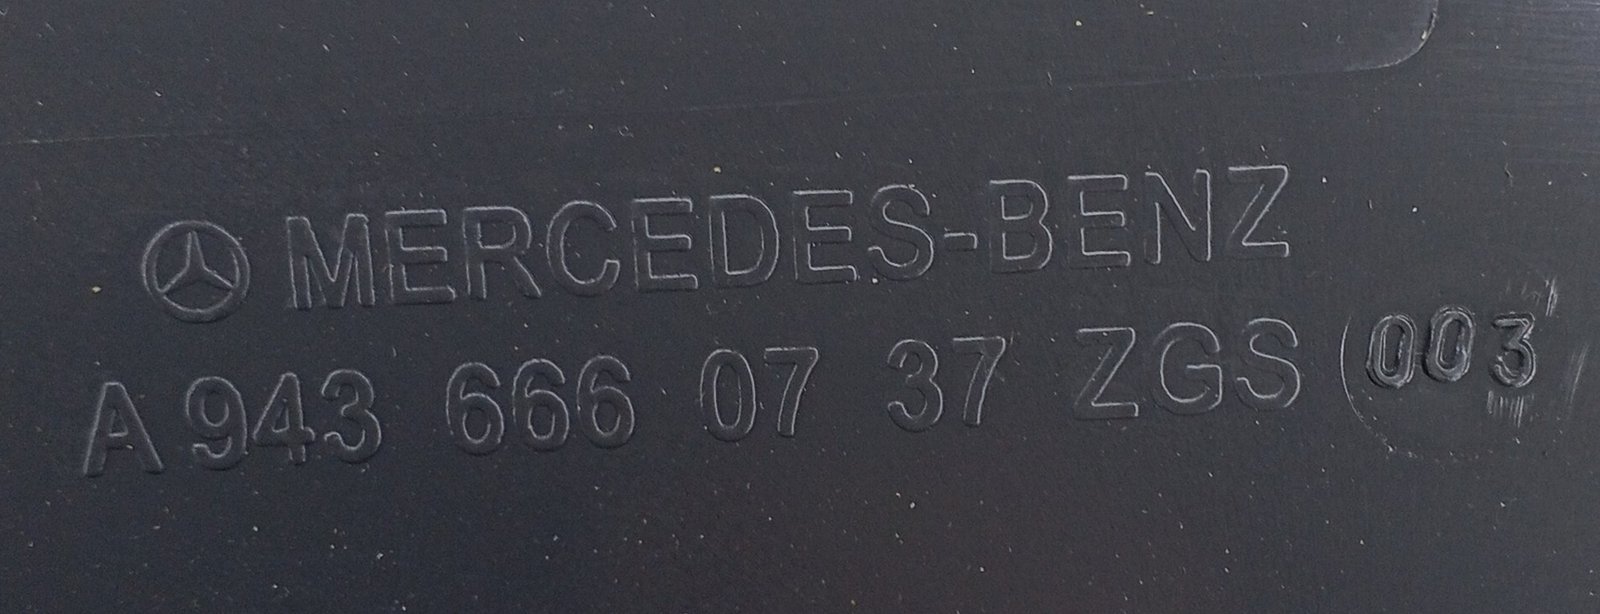 MERCEDES-BENZ
A 943 666 07 37 ZGS 003